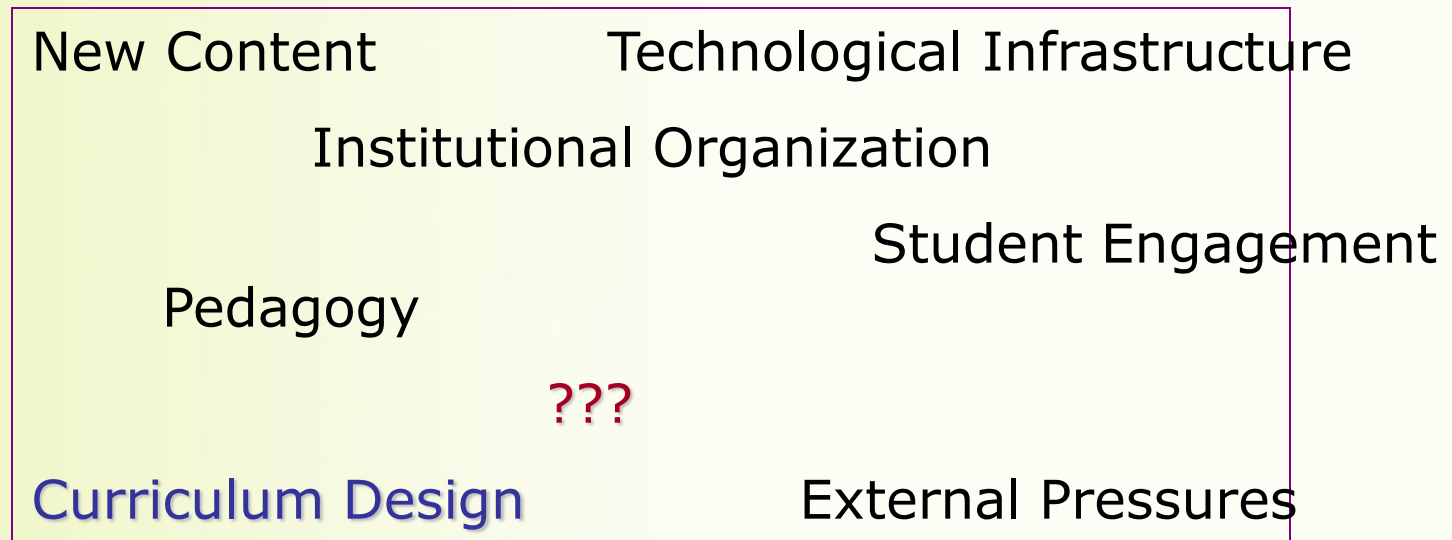 New Content Technological Infrastructure
Institutional Organization
Student Engagement
Pedagogy
???
Curriculum Design External Pressures